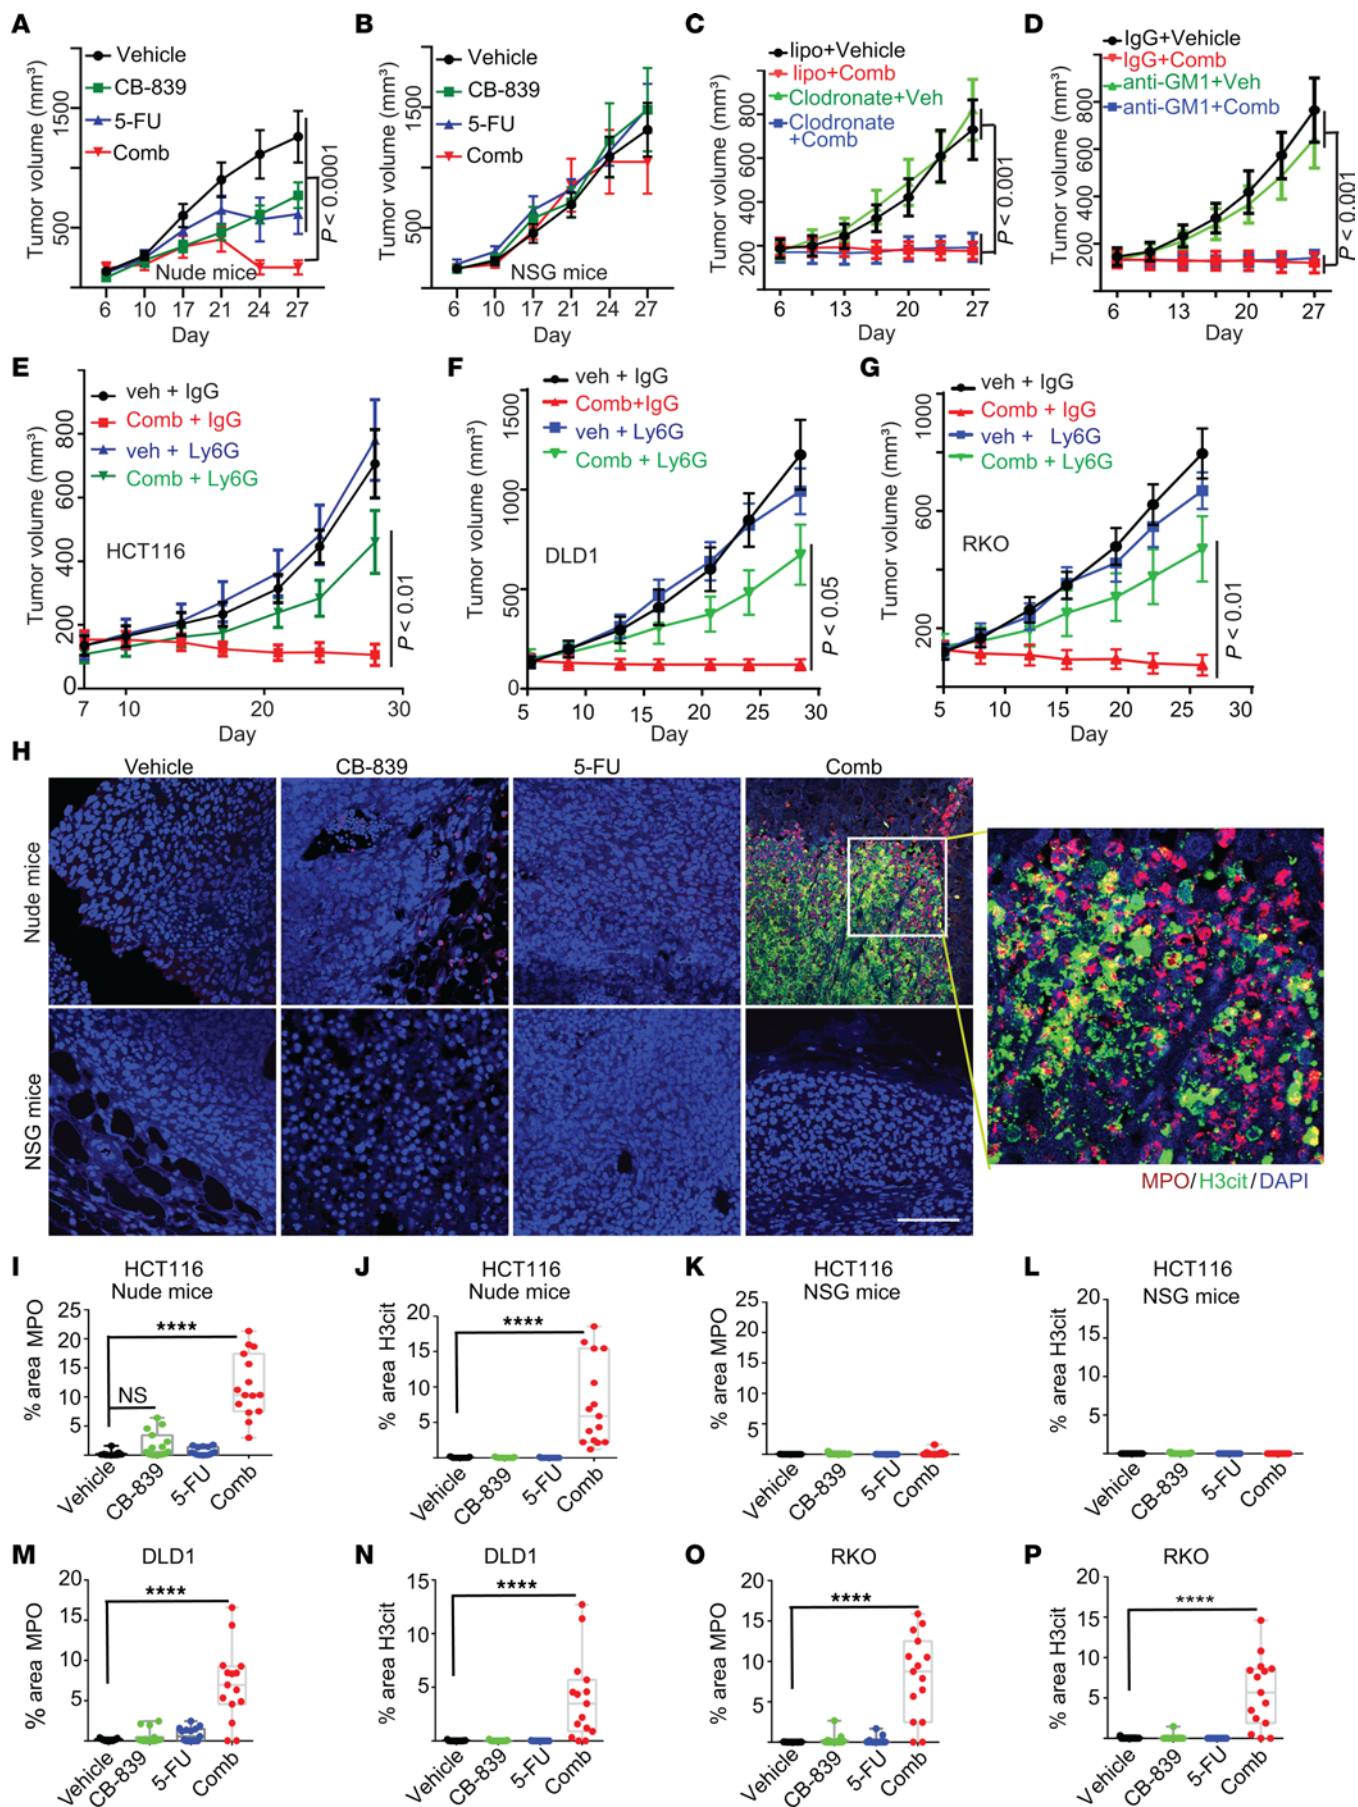 A
Tumor volume (mm³)
1500
500
Vehicle
CB-839
5-FU
Comb
P < 0.0001
Nude mice
6 10 17 21 24 27
Day
B
Tumor volume (mm³)
1500
500
Vehicle
CB-839
5-FU
Comb
NSG mice
6 10 17 21 24 27
Day
C
Tumor volume (mm³)
800
600
400
200
lipo+Vehicle
lipo+Comb
Clodronate+Veh
Clodronate
+Comb
P < 0.001
6 13 20 27
Day
D
Tumor volume (mm³)
800
600
400
200
IgG+Vehicle
IgG+Comb
anti-GM1+Veh
anti-GM1+Comb
P < 0.001
6 13 20 27
Day
E
Tumor volume (mm³)
800
600
400
200
0
veh + IgG
Comb + IgG
veh + Ly6G
Comb + Ly6G
HCT116
P < 0.01
7 10 20 30
Day
F
Tumor volume (mm³)
1500
1000
500
0
veh + IgG
Comb+IgG
veh + Ly6G
Comb + Ly6G
DLD1
P < 0.05
5 10 15 20 25 30
Day
G
Tumor volume (mm³)
1000
600
200
veh + IgG
Comb + IgG
veh + Ly6G
Comb + Ly6G
RKO
P < 0.01
5 10 15 20 25 30
Day
H
Vehicle CB-839 5-FU Comb
Nude mice
NSG mice
MPO/H3cit/DAPI
I
HCT116
Nude mice
% area MPO
25
20
15
10
5
****
NS
Vehicle CB-839 5-FU Comb
J
HCT116
Nude mice
% area H3cit
20
15
10
5
0
****
Vehicle CB-839 5-FU Comb
K
HCT116
NSG mice
% area MPO
25
20
15
10
5
0
Vehicle CB-839 5-FU Comb
L
HCT116
NSG mice
% area H3cit
20
15
10
5
0
Vehicle CB-839 5-FU Comb
M
DLD1
% area MPO
20
15
10
5
****
Vehicle CB-839 5-FU Comb
N
DLD1
% area H3cit
15
10
5
0
****
Vehicle CB-839 5-FU Comb
O
RKO
% area MPO
20
15
10
5
0
****
Vehicle CB-839 5-FU Comb
P
RKO
% area H3cit
20
15
10
5
0
****
Vehicle CB-839 5-FU Comb